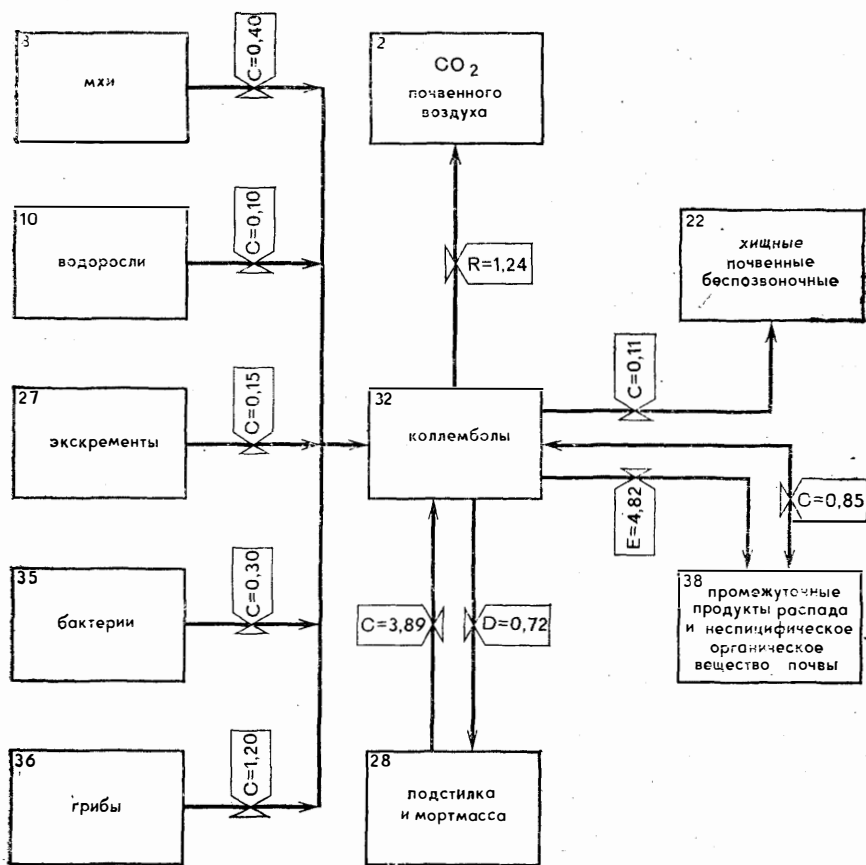 8
мхи
C=0,40
2
CO2
почвенного
воздуха
10
водоросли
C=0,10
R=1,24
22
хищные
почвенные
беспозвоночные
27
экскременты
C=0,15
32
коллемболы
C=0,11
E=4,82
C=0,85
35
бактерии
C=0,30
C=3,89
D=0,72
38
промежуточные
продукты распада
и неспицифическое
органическое
вещество почвы
36
грибы
C=1,20
28
подстилка
и мортмасса